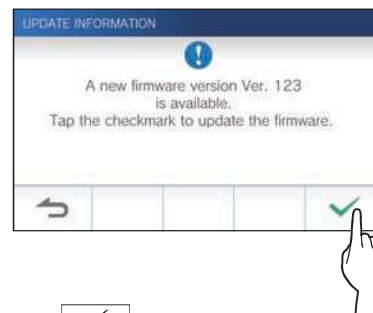 UPDATE INFORMATION
A new firmware version Ver. 123
is available.
Tap the checkmark to update the firmware.